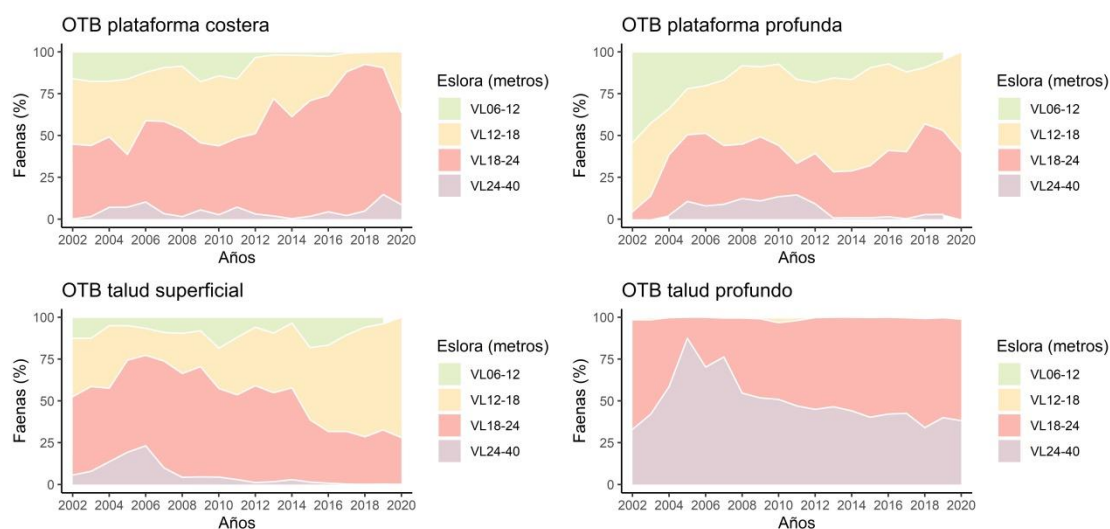 OTB plataforma costera
Faenas (%)
100
75
50
25
0
2002 2004 2006 2008 2010 2012 2014 2016 2018 2020
Años
Eslora (metros)
VL06-12
VL12-18
VL18-24
VL24-40
OTB plataforma profunda
Faenas (%)
100
75
50
25
0
2002 2004 2006 2008 2010 2012 2014 2016 2018 2020
Años
Eslora (metros)
VL06-12
VL12-18
VL18-24
VL24-40
OTB talud superficial
Faenas (%)
100
75
50
25
0
2002 2004 2006 2008 2010 2012 2014 2016 2018 2020
Años
Eslora (metros)
VL06-12
VL12-18
VL18-24
VL24-40
OTB talud profundo
Faenas (%)
100
75
50
25
0
2002 2004 2006 2008 2010 2012 2014 2016 2018 2020
Años
Eslora (metros)
VL06-12
VL12-18
VL18-24
VL24-40